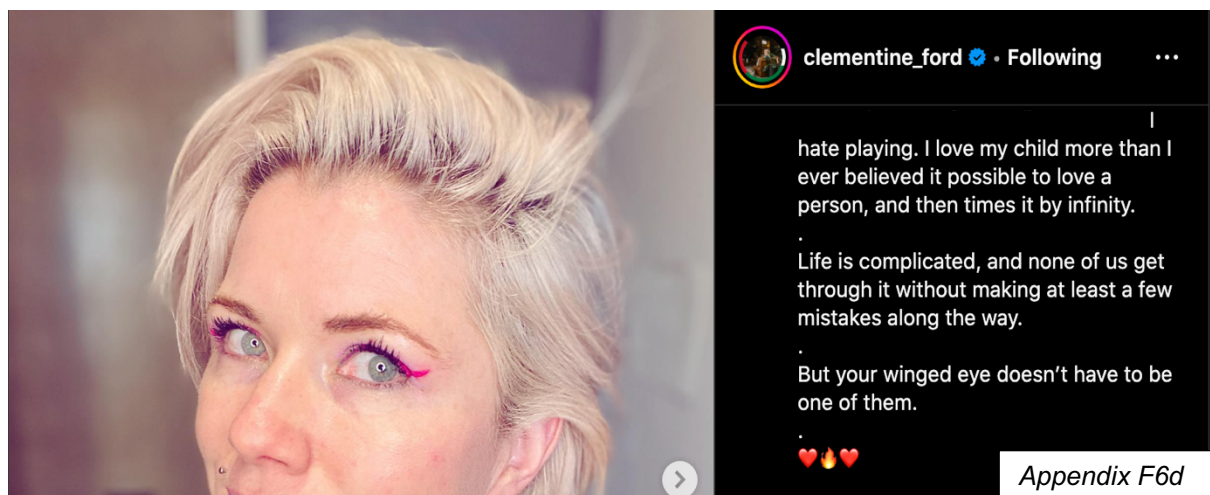 clementine_ford • Following
I
hate playing. I love my child more than I
ever believed it possible to love a
person, and then times it by infinity.
.
Life is complicated, and none of us get
through it without making at least a few
mistakes along the way.
.
But your winged eye doesn’t have to be
one of them.
.
❤️🔥❤️
Appendix F6d